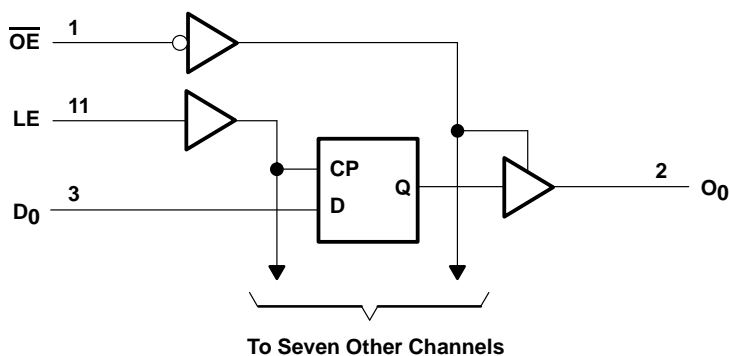 OE 1
LE 11
CP
Q
D
D0 3
2
O0
To Seven Other Channels